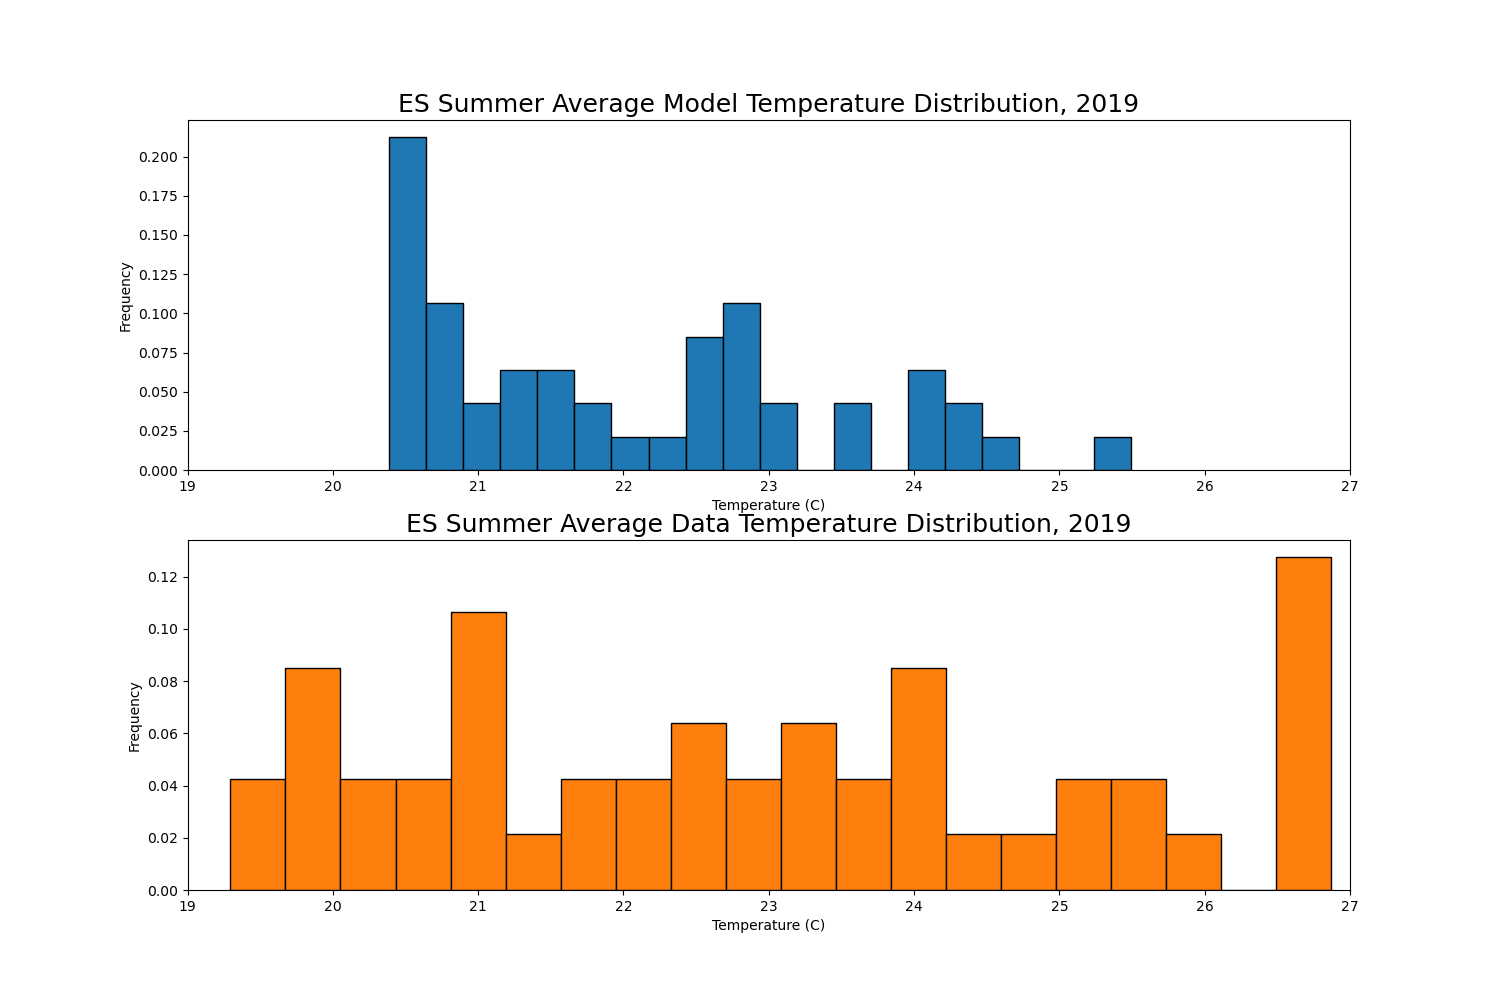 ES Summer Average Model Temperature Distribution, 2019
0.200
0.175
0.150
0.125
0.100
0.075
0.050
0.025
0.000
Frequency
19 20 21 22 23 24 25 26 27
Temperature (C)
ES Summer Average Data Temperature Distribution, 2019
0.12
0.10
0.08
0.06
0.04
0.02
0.00
Frequency
19 20 21 22 23 24 25 26 27
Temperature (C)